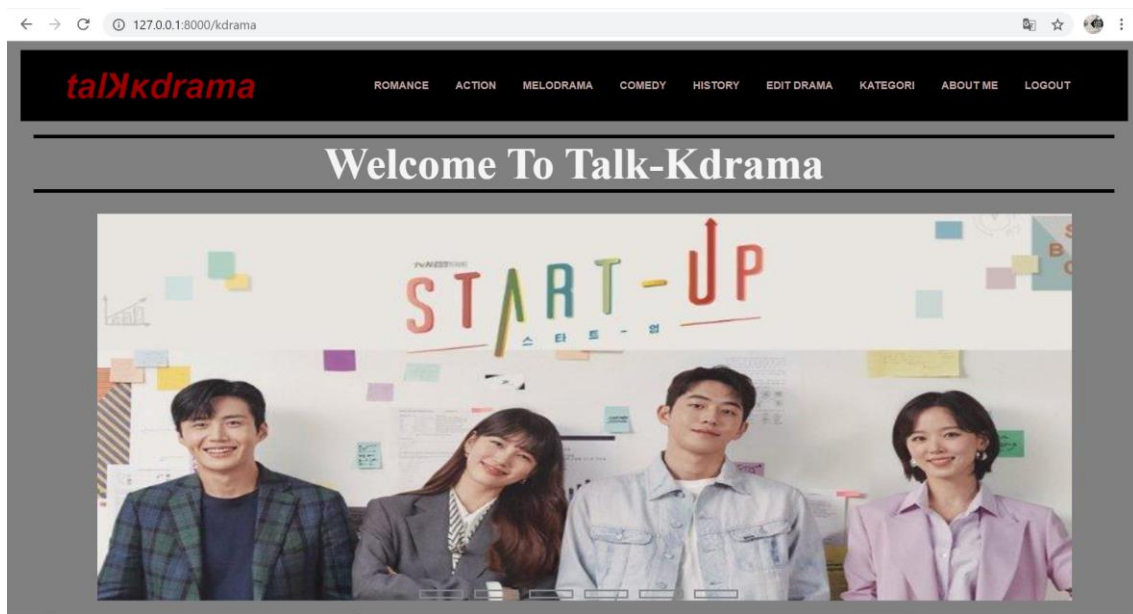 127.0.0.1:8000/kdrama
talKĸdrama
ROMANCE ACTION MELODRAMA COMEDY HISTORY EDIT DRAMA KATEGORI ABOUT ME LOGOUT
Welcome To Talk-Kdrama
START-UP
스타트-업